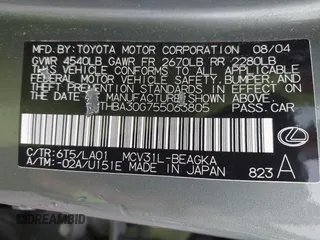 MFD. BY: TOYOTA MOTOR CORPORATION 08/04
GVWR 4540LB GAWR FR 2670LB RR 2280LB
THIS VEHICLE CONFORMS TO ALL APPLICABLE
FEDERAL MOTOR VEHICLE SAFETY, BUMPER, AND
THEFT PREVENTION STANDARDS IN EFFECT ON
THE DATE OF MANUFACTURE SHOWN ABOVE.
JTHBA30G755063805 PASS.CAR
C/TR: 6T5/LA01 MCV31L-BEAGKA
A/TM: -02A/U151E MADE IN JAPAN 823 A
DREAMBID